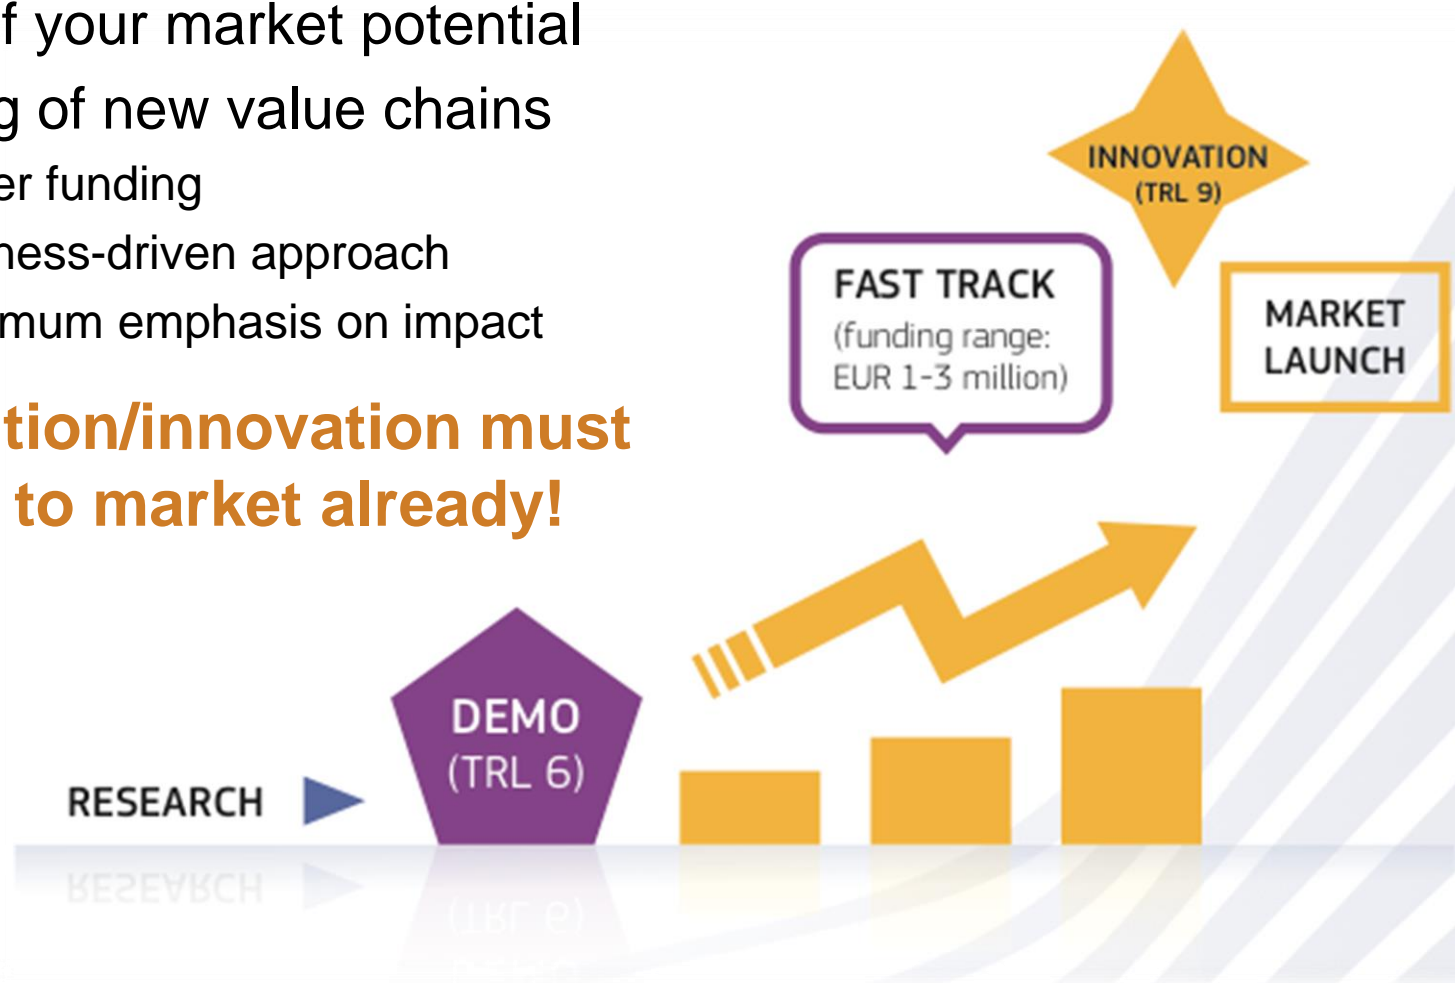 f your market potential
g of new value chains
er funding
ness-driven approach
mum emphasis on impact
tion/innovation must
to market already!
INNOVATION
(TRL 9)
FAST TRACK
(funding range:
EUR 1-3 million)
MARKET
LAUNCH
DEMO
(TRL 6)
RESEARCH